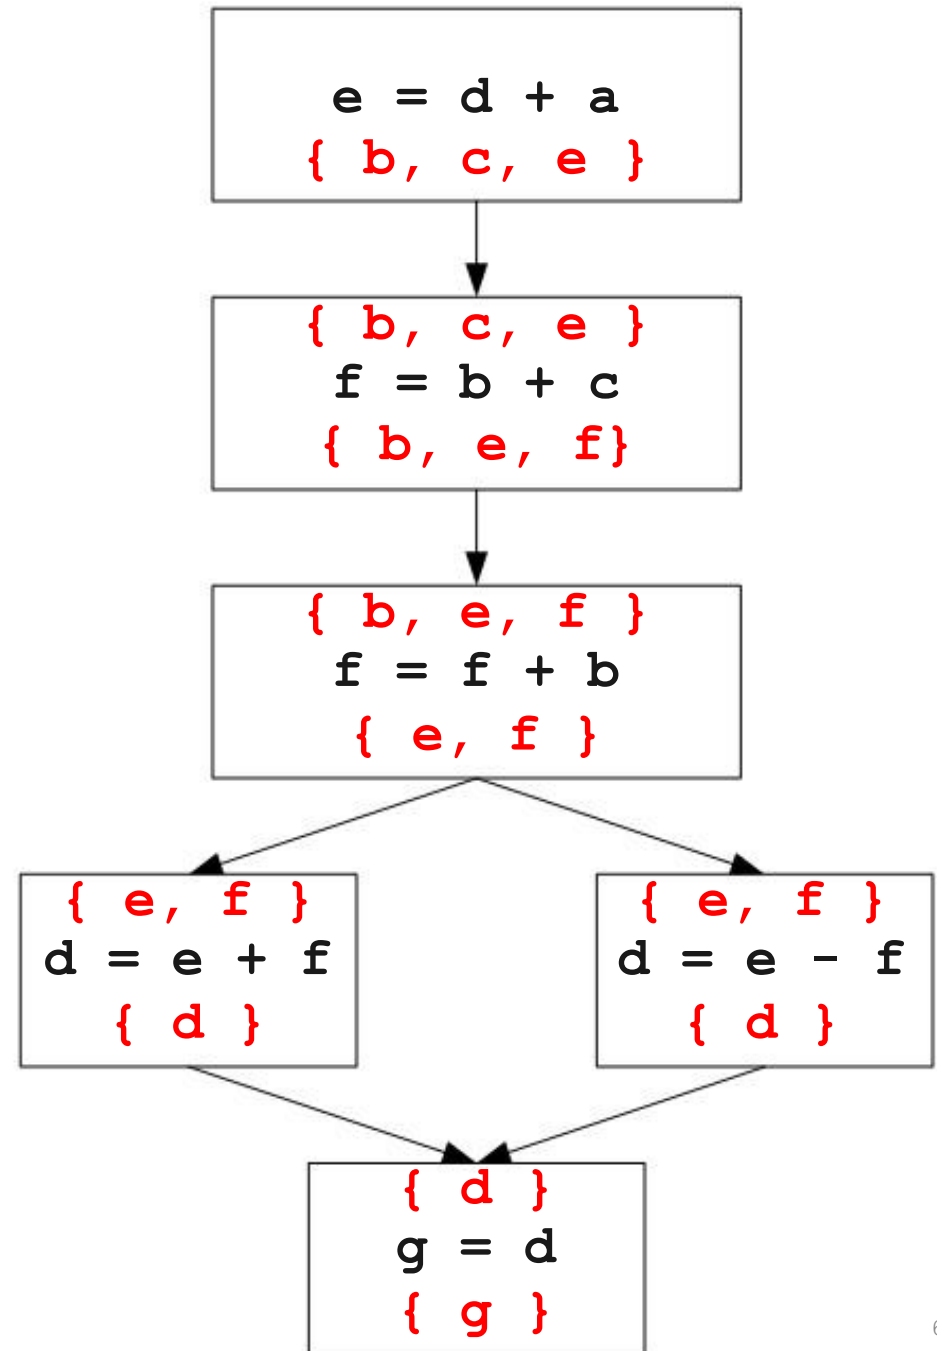 e = d + a
{ b, c, e }
{ b, c, e }
f = b + c
{ b, e, f}
{ b, e, f }
f = f + b
{ e, f }
{ e, f }
d = e + f
{ d }
{ e, f }
d = e - f
{ d }
{ d }
g = d
{ g }